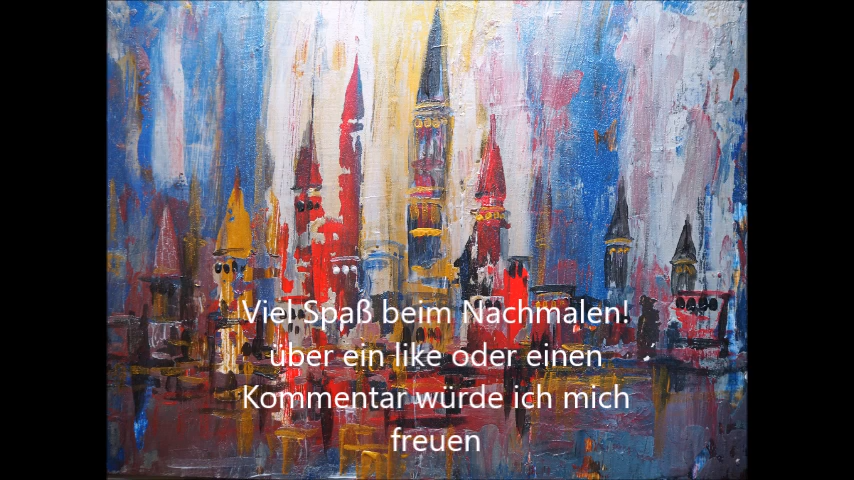 Viel Spaß beim Nachmalen!
über ein like oder einen
Kommentar würde ich mich
freuen